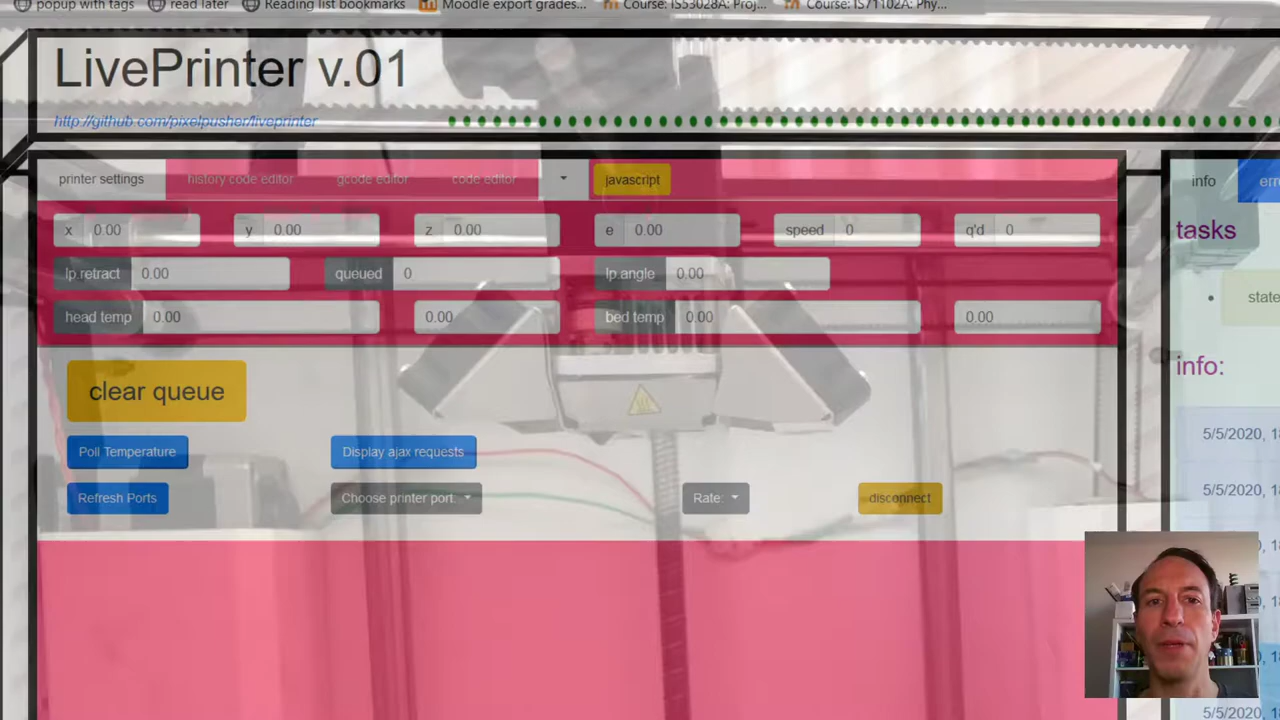 popup with tags read later Reading list bookmarks Moodle export grades... Course: IS53028A: Proj... Course: IS71102A: Phy...
LivePrinter v.01
http://github.com/pixelpusher/liveprinter
printer settings history code editor gcode editor code editor javascript info
x 0.00 y 0.00 z 0.00 e 0.00 speed 0 q'd 0
tasks
lp.retract 0.00 queued 0 lp.angle 0.00
state
head temp 0.00 0.00 bed temp 0.00 0.00
info:
clear queue
5/5/2020, 18
Poll Temperature Display ajax requests
5/5/2020, 18
Refresh Ports Choose printer port: Rate: disconnect
5/5/2020, 18